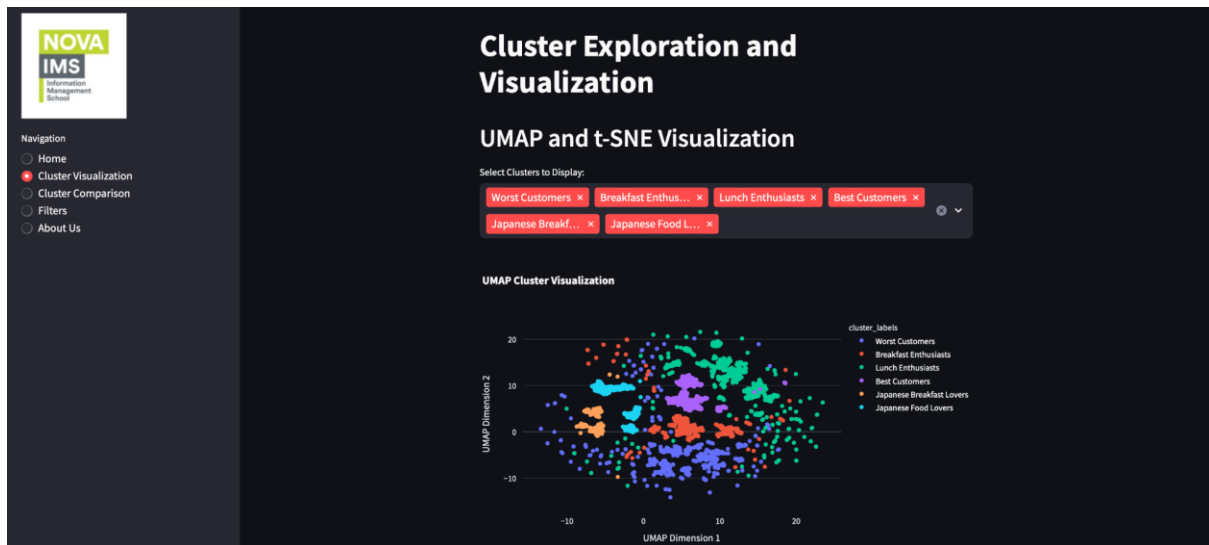 NOVA
IMS
Information
Management
School
Navigation
Home
Cluster Visualization
Cluster Comparison
Filters
About Us
Cluster Exploration and
Visualization
UMAP and t-SNE Visualization
Select Clusters to Display:
Worst Customers × Breakfast Enthus... × Lunch Enthusiasts × Best Customers ×
Japanese Breakf... × Japanese Food L... ×
UMAP Cluster Visualization
cluster_labels
Worst Customers
Breakfast Enthusiasts
Lunch Enthusiasts
Best Customers
Japanese Breakfast Lovers
Japanese Food Lovers
UMAP Dimension 2
20
10
0
−10
−10 0 10 20
UMAP Dimension 1